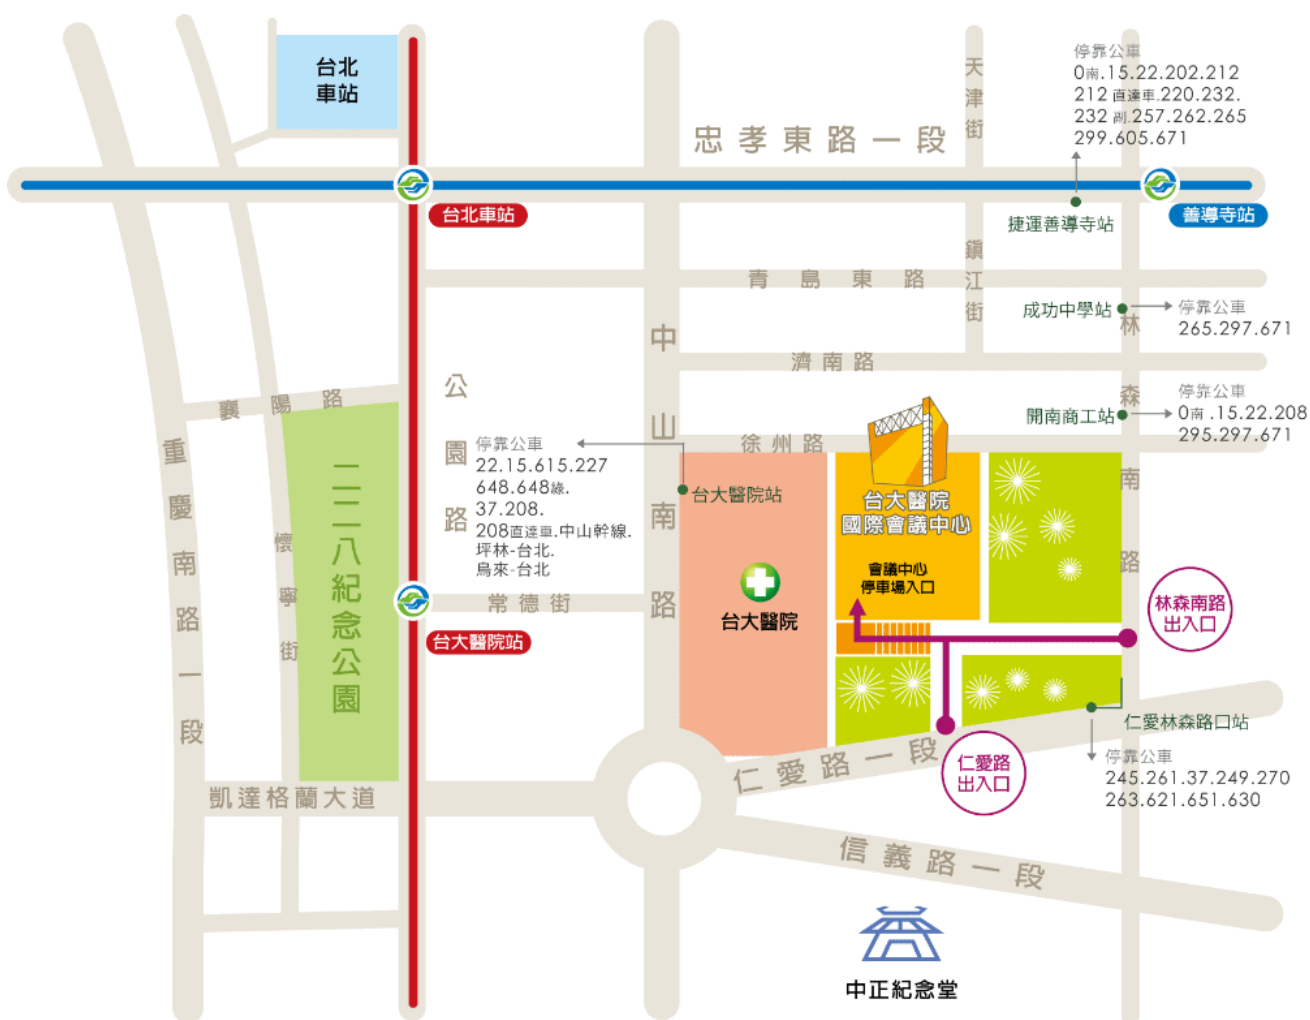 台北
車站
忠孝東路一段
天津街
停靠公車
0南.15.22.202.212
212 直達車.220.232.
232 副.257.262.265
299.605.671
台北車站
捷運善導寺站
善導寺站
青島東路
鎮江街
成功中學站
停靠公車
265.297.671
濟南路
中山南路
林森南路
公園路
襄陽路
停靠公車
0南 .15.22.208
295.297.671
開南商工站
徐州路
停靠公車
22.15.615.227
648.648綠.
37.208.
208直達車.中山幹線.
坪林-台北.
烏來-台北
台大醫院站
台大醫院
國際會議中心
會議中心
停車場入口
重慶南路一段
二二八紀念公園
懷寧街
常德街
台大醫院站
台大醫院
林森南路
出入口
仁愛林森路口站
停靠公車
245.261.37.249.270
263.621.651.630
仁愛路
出入口
仁愛路一段
凱達格蘭大道
信義路一段
中正紀念堂